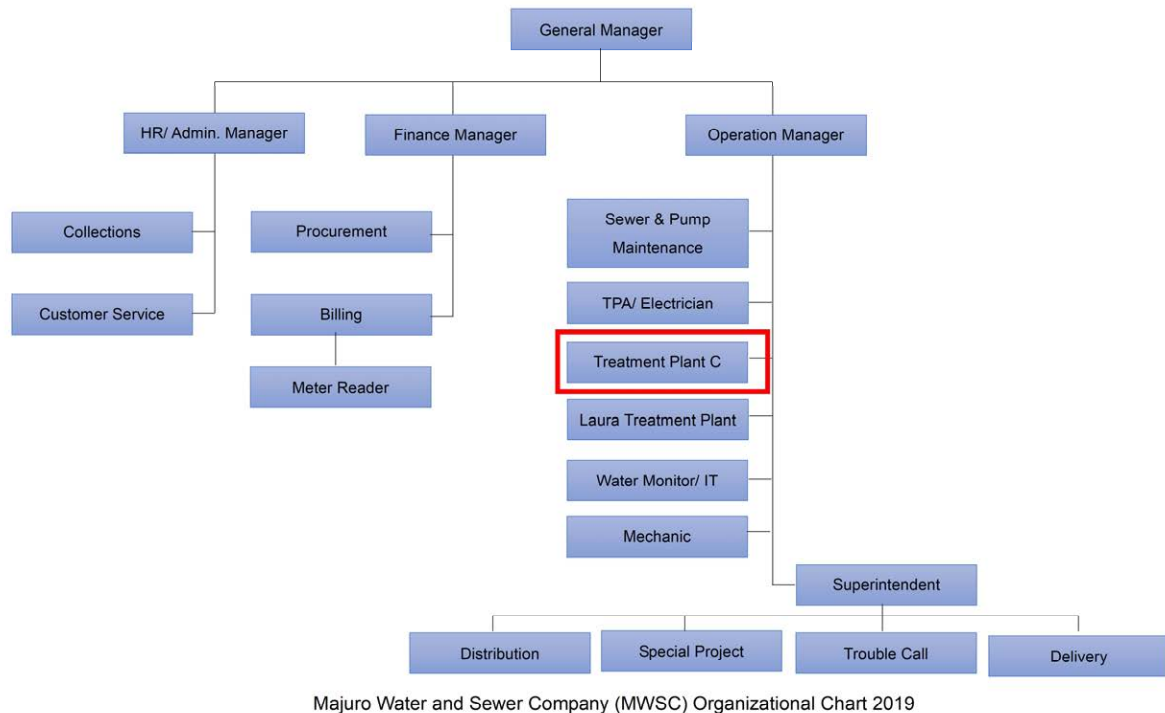 General Manager
HR/ Admin. Manager
Finance Manager
Operation Manager
Collections
Procurement
Sewer & Pump
Maintenance
Customer Service
Billing
TPA/ Electrician
Meter Reader
Treatment Plant C
Laura Treatment Plant
Water Monitor/ IT
Mechanic
Superintendent
Distribution
Special Project
Trouble Call
Delivery
Majuro Water and Sewer Company (MWSC) Organizational Chart 2019